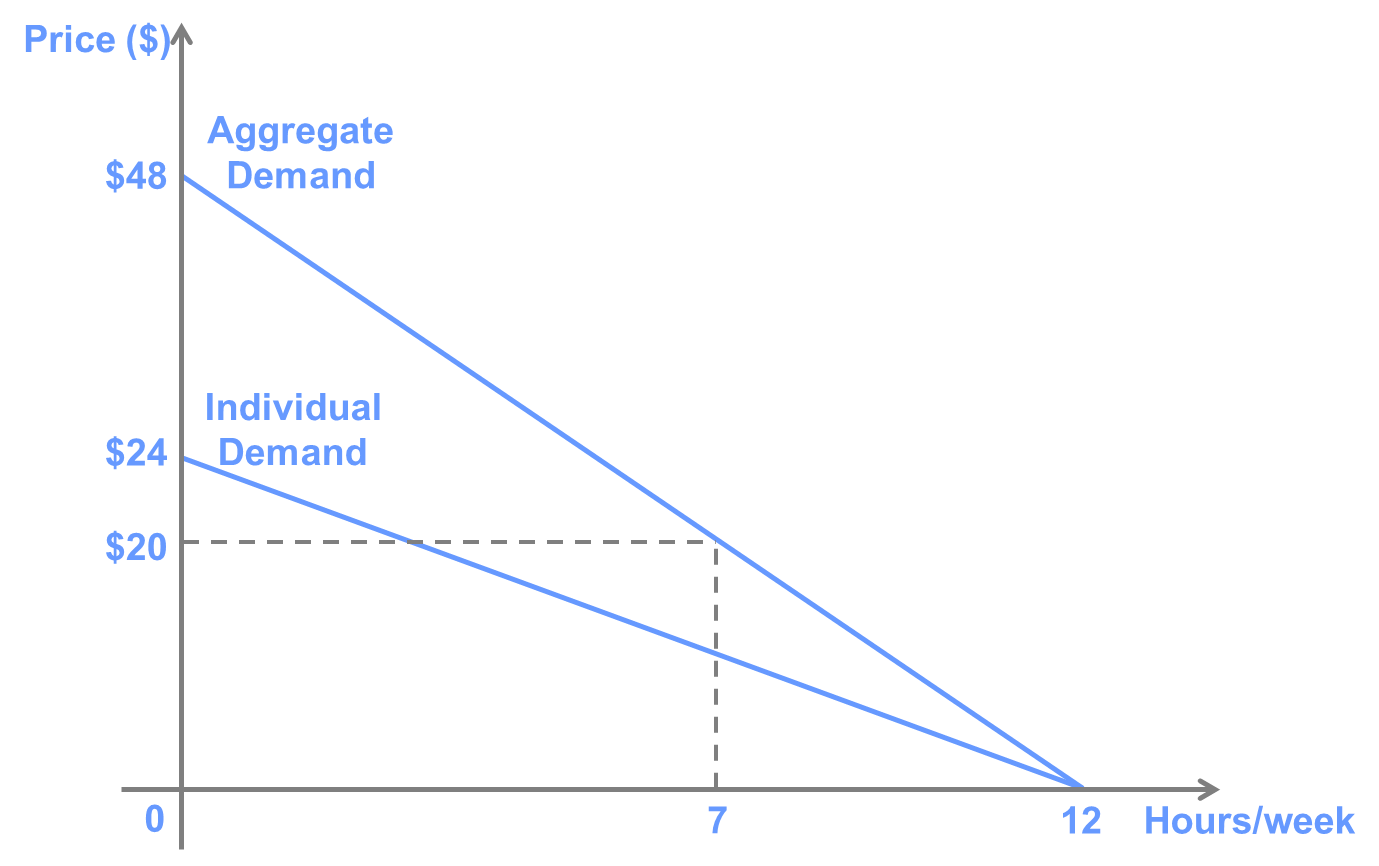 Price ($)
Aggregate
Demand
$48
Individual
Demand
$24
$20
0
7
12
Hours/week